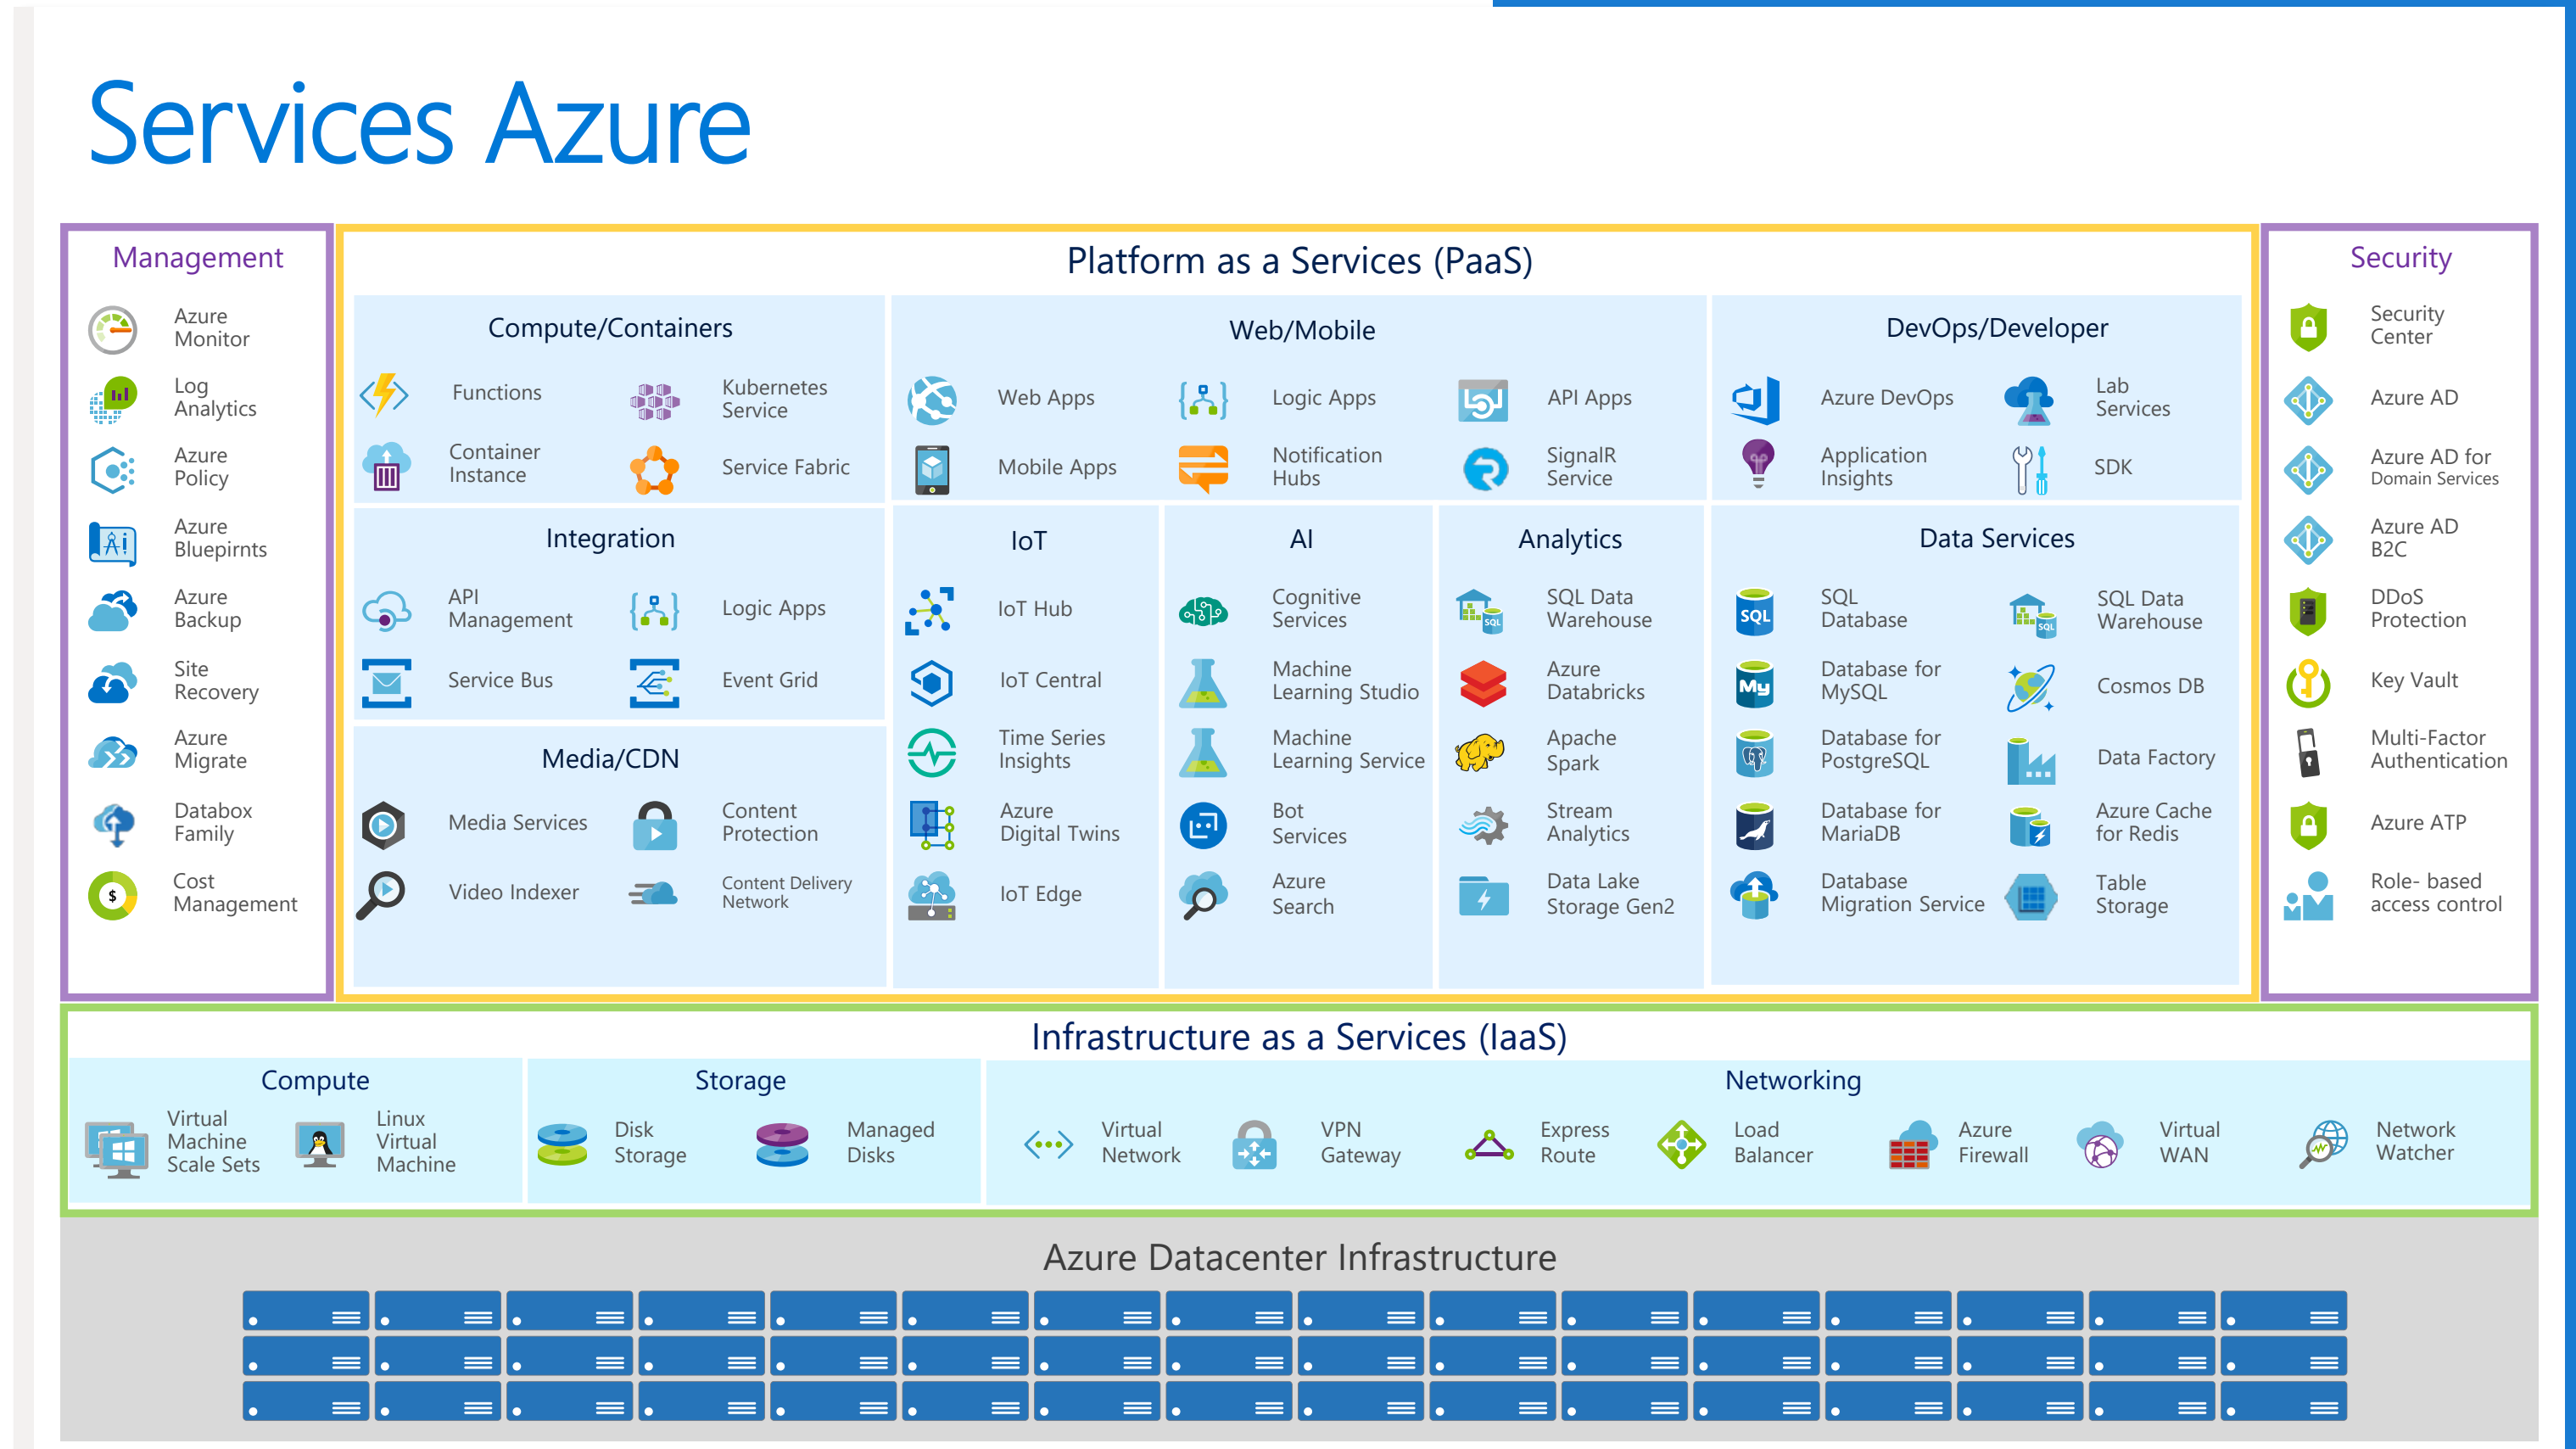 Services Azure
Management
Azure
Monitor
Log
Analytics
Azure
Policy
Azure
Bluepirnts
Azure
Backup
Site
Recovery
Azure
Migrate
Databox
Family
Cost
Management
$
Platform as a Services (PaaS)
Compute/Containers
Functions
Kubernetes
Service
Container
Instance
Service Fabric
Web/Mobile
Web Apps
Logic Apps
API Apps
Mobile Apps
Notification
Hubs
SignalR
Service
DevOps/Developer
Azure DevOps
Lab
Services
Application
Insights
SDK
Integration
API
Management
Logic Apps
Service Bus
Event Grid
Media/CDN
Media Services
Content
Protection
Video Indexer
Content Delivery
Network
IoT
IoT Hub
IoT Central
Time Series
Insights
Azure
Digital Twins
IoT Edge
AI
Cognitive
Services
Machine
Learning Studio
Machine
Learning Service
Bot
Services
Azure
Search
Analytics
SQL
SQL Data
Warehouse
Azure
Databricks
Apache
Spark
Stream
Analytics
Data Lake
Storage Gen2
Data Services
SQL
SQL
Database
SQL
SQL Data
Warehouse
My
Database for
MySQL
Cosmos DB
Database for
PostgreSQL
Data Factory
Database for
MariaDB
Azure Cache
for Redis
Database
Migration Service
Table
Storage
Security
Security
Center
Azure AD
Azure AD for
Domain Services
Azure AD
B2C
DDoS
Protection
Key Vault
Multi-Factor
Authentication
Azure ATP
Role- based
access control
Infrastructure as a Services (IaaS)
Compute
Virtual
Machine
Scale Sets
Linux
Virtual
Machine
Storage
Disk
Storage
Managed
Disks
Networking
Virtual
Network
VPN
Gateway
Express
Route
Load
Balancer
Azure
Firewall
Virtual
WAN
Network
Watcher
Azure Datacenter Infrastructure